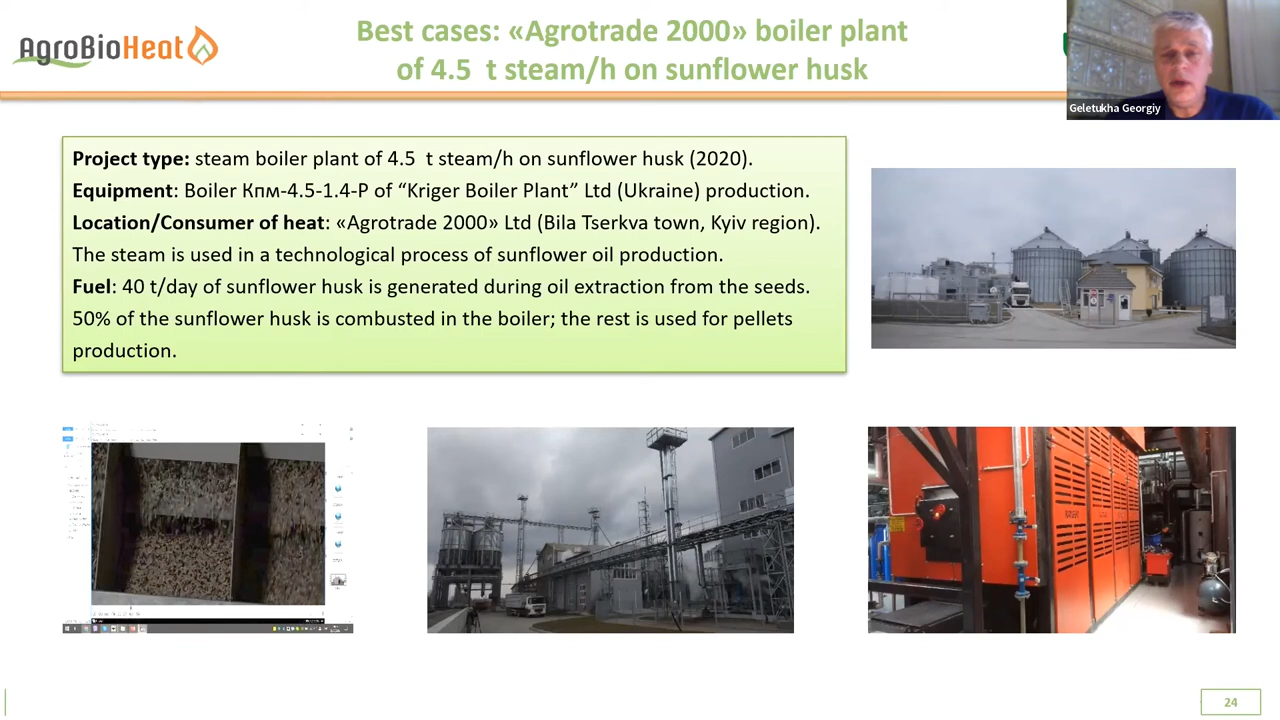 AgroBioHeat
Best cases: «Agrotrade 2000» boiler plant
of 4.5 t steam/h on sunflower husk
Geletukha Georgiy
Project type: steam boiler plant of 4.5 t steam/h on sunflower husk (2020).
Equipment: Boiler Кпм-4.5-1.4-Р of “Kriger Boiler Plant” Ltd (Ukraine) production.
Location/Consumer of heat: «Agrotrade 2000» Ltd (Bila Tserkva town, Kyiv region).
The steam is used in a technological process of sunflower oil production.
Fuel: 40 t/day of sunflower husk is generated during oil extraction from the seeds.
50% of the sunflower husk is combusted in the boiler; the rest is used for pellets
production.
24